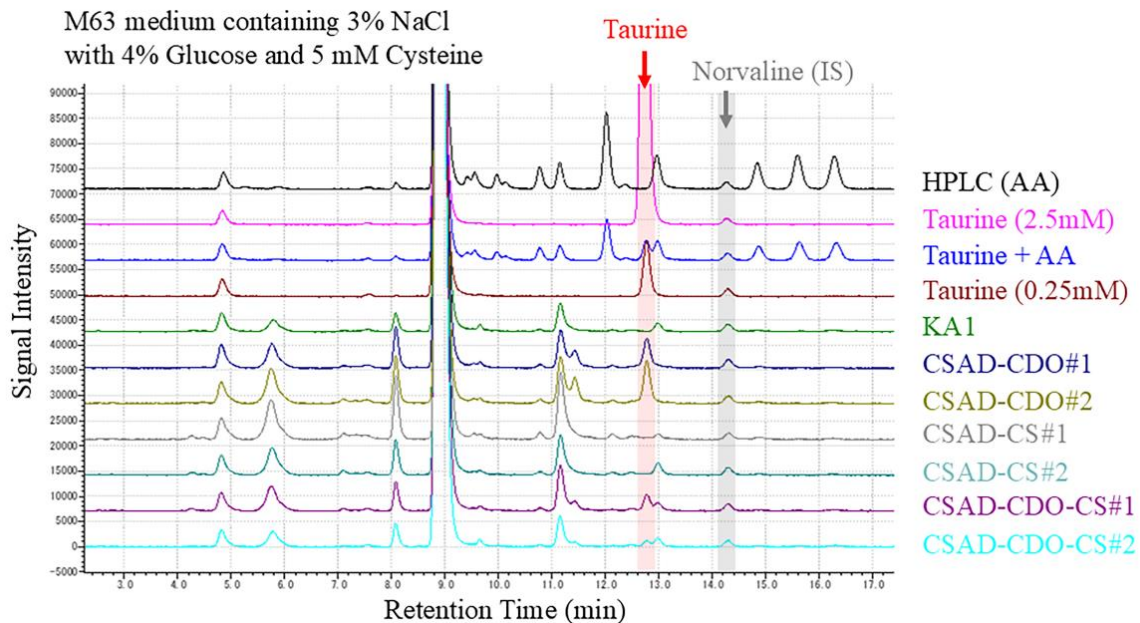 M63 medium containing 3% NaCl
with 4% Glucose and 5 mM Cysteine
Taurine
Norvaline (IS)
Signal Intensity
90000
85000
80000
75000
70000
65000
60000
55000
50000
45000
40000
35000
30000
25000
20000
15000
10000
5000
0
-5000
HPLC (AA)
Taurine (2.5mM)
Taurine + AA
Taurine (0.25mM)
KA1
CSAD-CDO#1
CSAD-CDO#2
CSAD-CS#1
CSAD-CS#2
CSAD-CDO-CS#1
CSAD-CDO-CS#2
3.0 4.0 5.0 6.0 7.0 8.0 9.0 10.0 11.0 12.0 13.0 14.0 15.0 16.0 17.0
Retention Time (min)